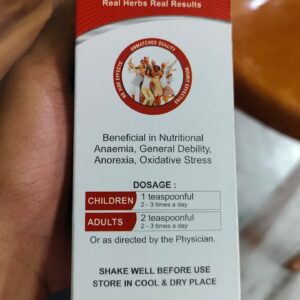 Real Herbs Real Results
UNMATCHED QUALITY
NO SIDE EFFECTS
HIGHLY EFFECTIVE
Beneficial in Nutritional
Anaemia, General Debility,
Anorexia, Oxidative Stress
DOSAGE :
CHILDREN 1 teaspoonful
2 - 3 times a day
ADULTS 2 teaspoonful
2 - 3 times a day
Or as directed by the Physician.
SHAKE WELL BEFORE USE
STORE IN COOL & DRY PLACE